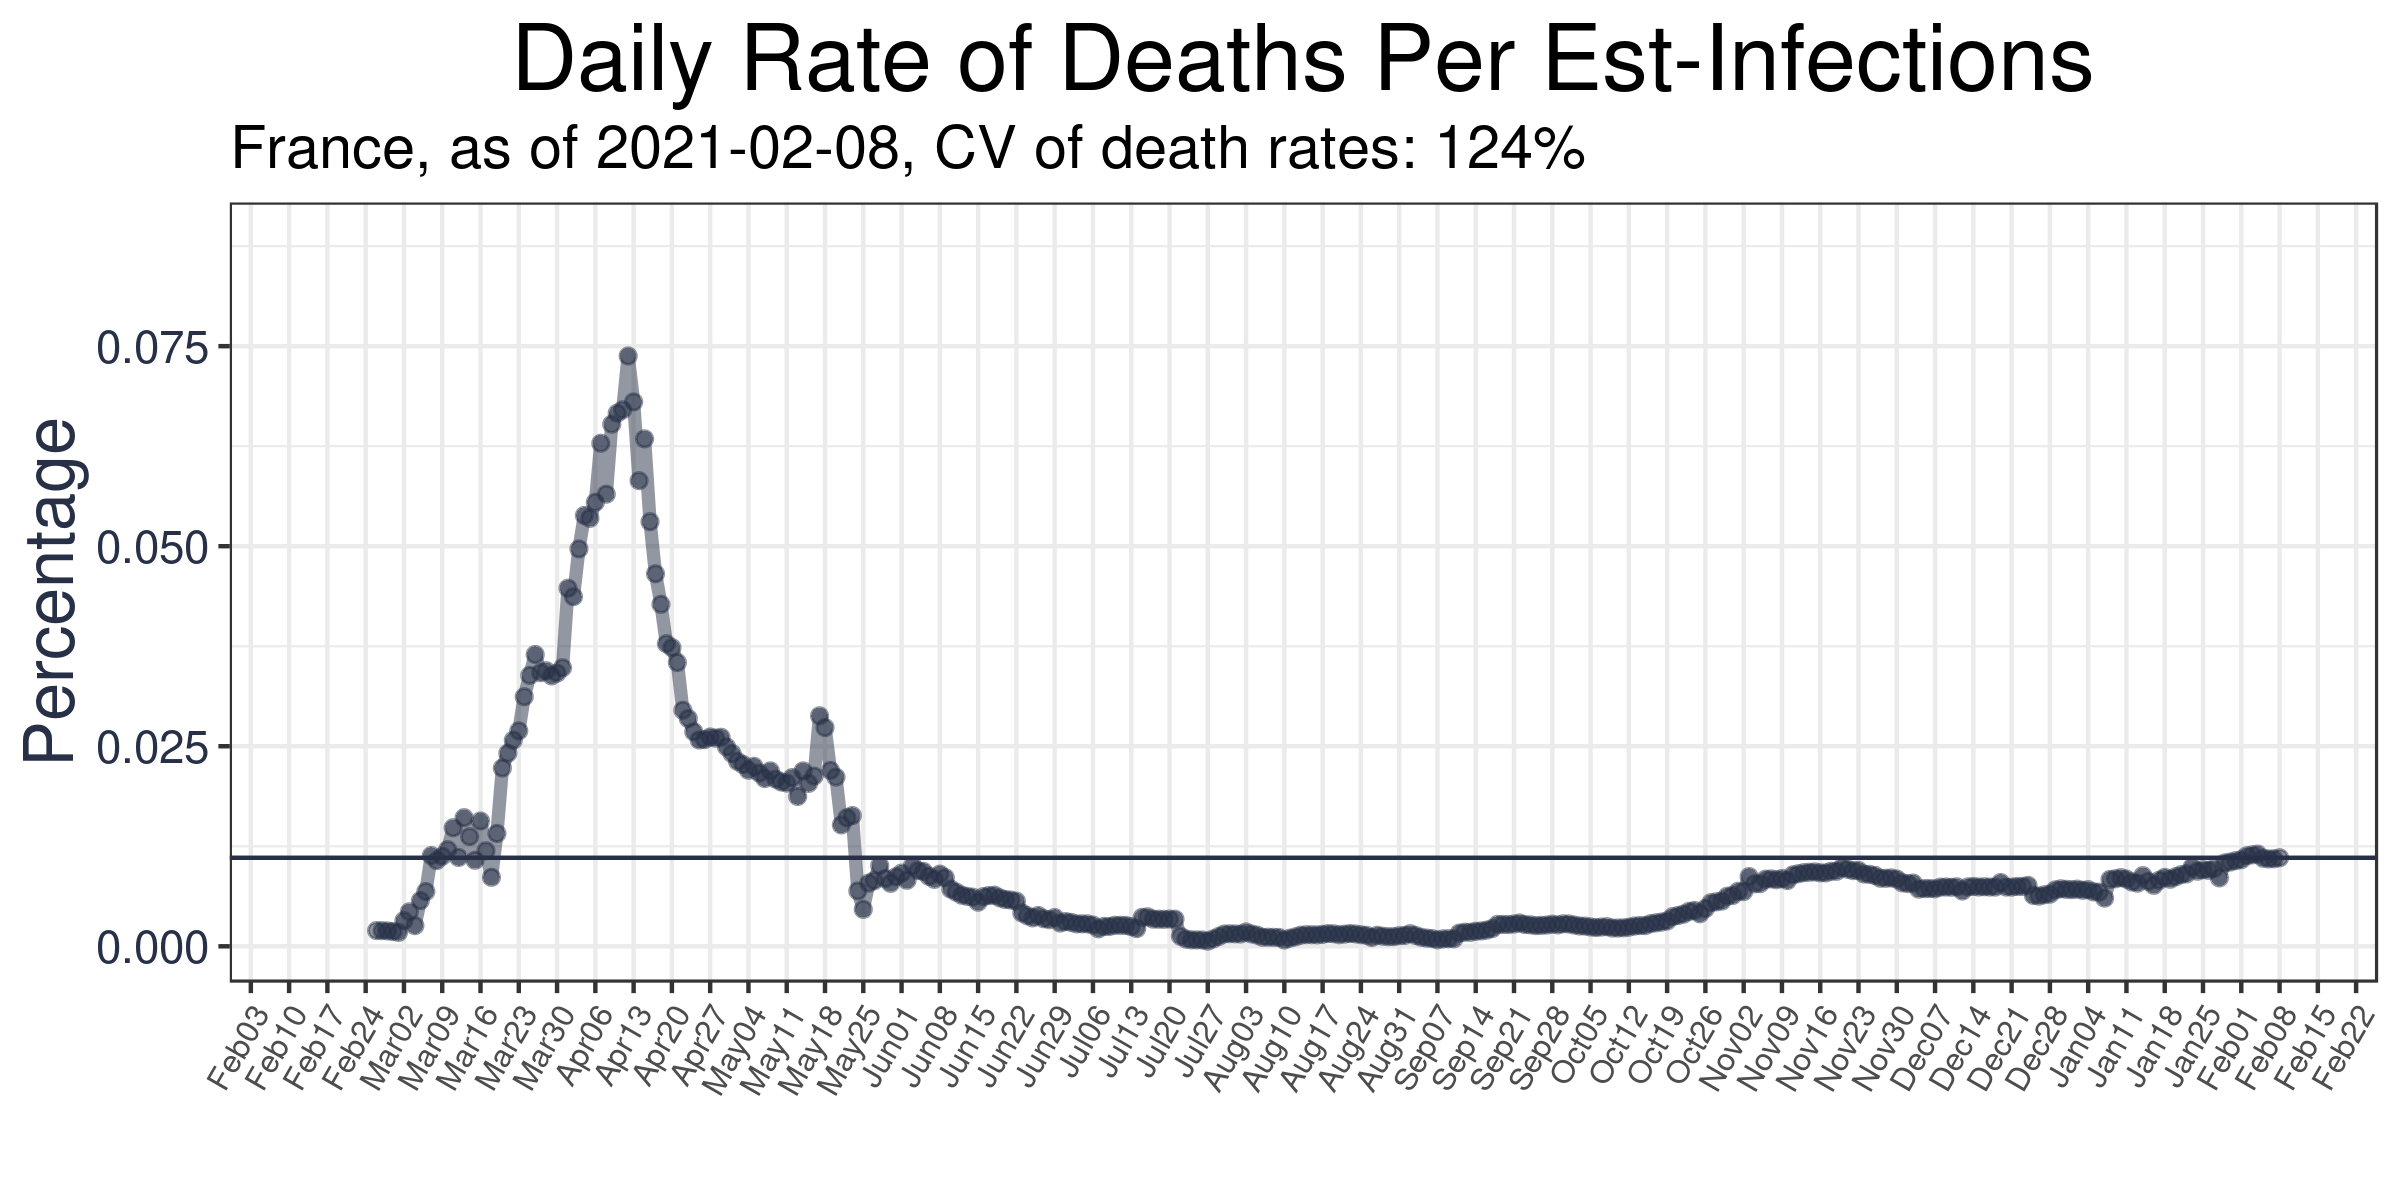 Daily Rate of Deaths Per Est-Infections
France, as of 2021-02-08, CV of death rates: 124%
Percentage
0.075
0.050
0.025
0.000
Feb03 Feb10 Feb17 Feb24 Mar02 Mar09 Mar16 Mar23 Mar30 Apr06 Apr13 Apr20 Apr27 May04 May11 May18 May25 Jun01 Jun08 Jun15 Jun22 Jun29 Jul06 Jul13 Jul20 Jul27 Aug03 Aug10 Aug17 Aug24 Aug31 Sep07 Sep14 Sep21 Sep28 Oct05 Oct12 Oct19 Oct26 Nov02 Nov09 Nov16 Nov23 Nov30 Dec07 Dec14 Dec21 Dec28 Jan04 Jan11 Jan18 Jan25 Feb01 Feb08 Feb15 Feb22